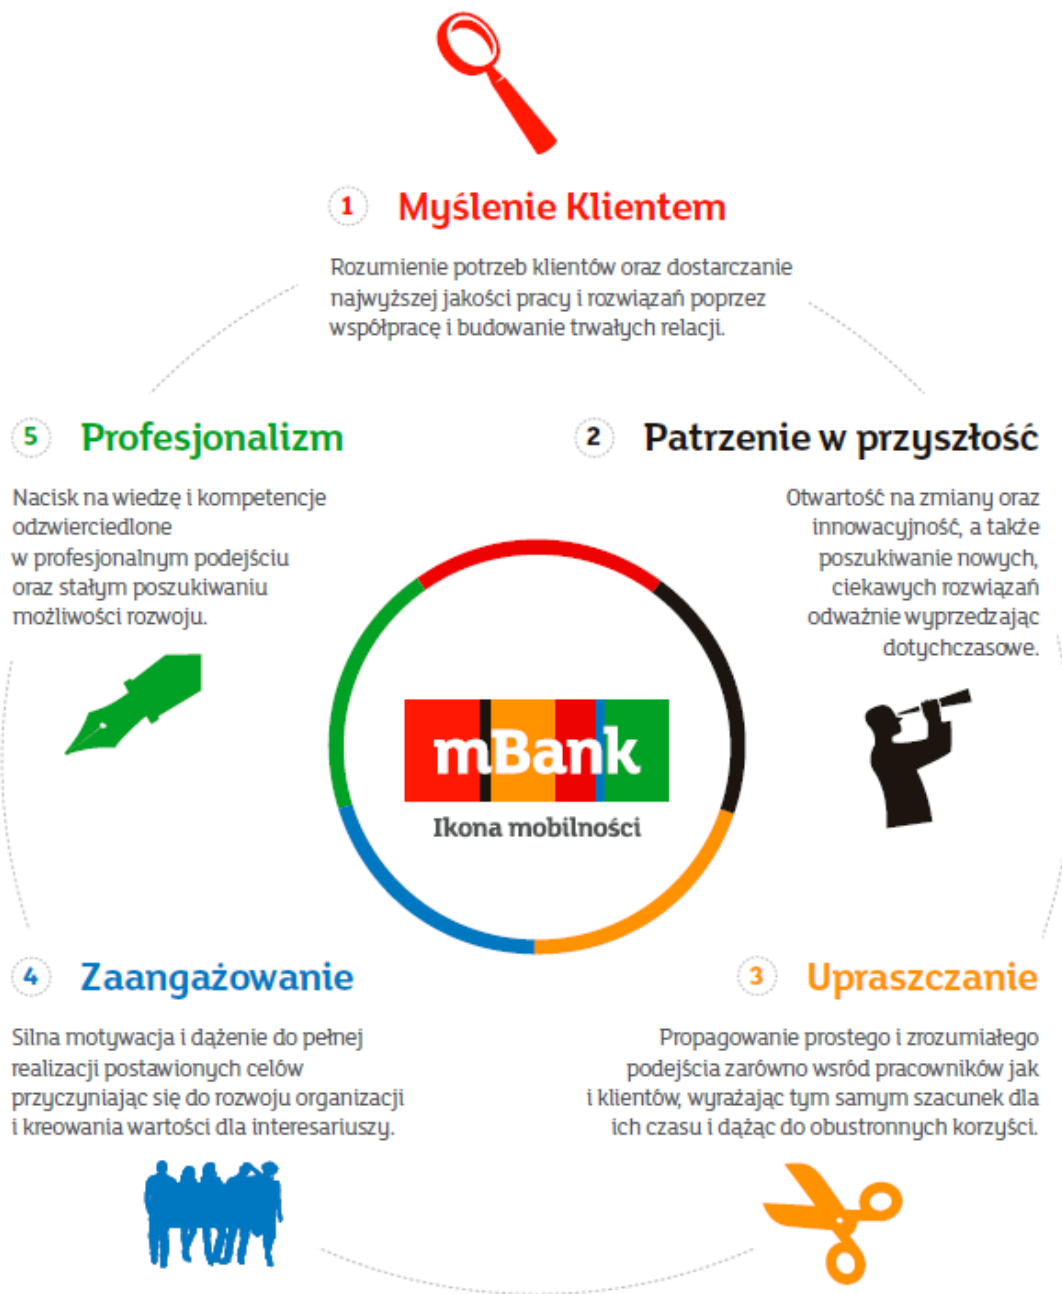 1 Myślenie Klientem
Rozumienie potrzeb klientów oraz dostarczanie
najwyższej jakości pracy i rozwiązań poprzez
współpracę i budowanie trwałych relacji.
5 Profesjonalizm
Nacisk na wiedzę i kompetencje
odzwierciedlone
w profesjonalnym podejściu
oraz stałym poszukiwaniu
możliwości rozwoju.
2 Patrzenie w przyszłość
Otwartość na zmiany oraz
innowacyjność, a także
poszukiwanie nowych,
ciekawych rozwiązań
odważnie wyprzedzając
dotychczasowe.
mBank
Ikona mobilności
4 Zaangażowanie
Silna motywacja i dążenie do pełnej
realizacji postawionych celów
przyczyniając się do rozwoju organizacji
i kreowania wartości dla interesariuszy.
3 Upraszczanie
Propagowanie prostego i zrozumiałego
podejścia zarówno wsród pracowników jak
i klientów, wyrażając tym samym szacunek dla
ich czasu i dążąc do obustronnych korzyści.